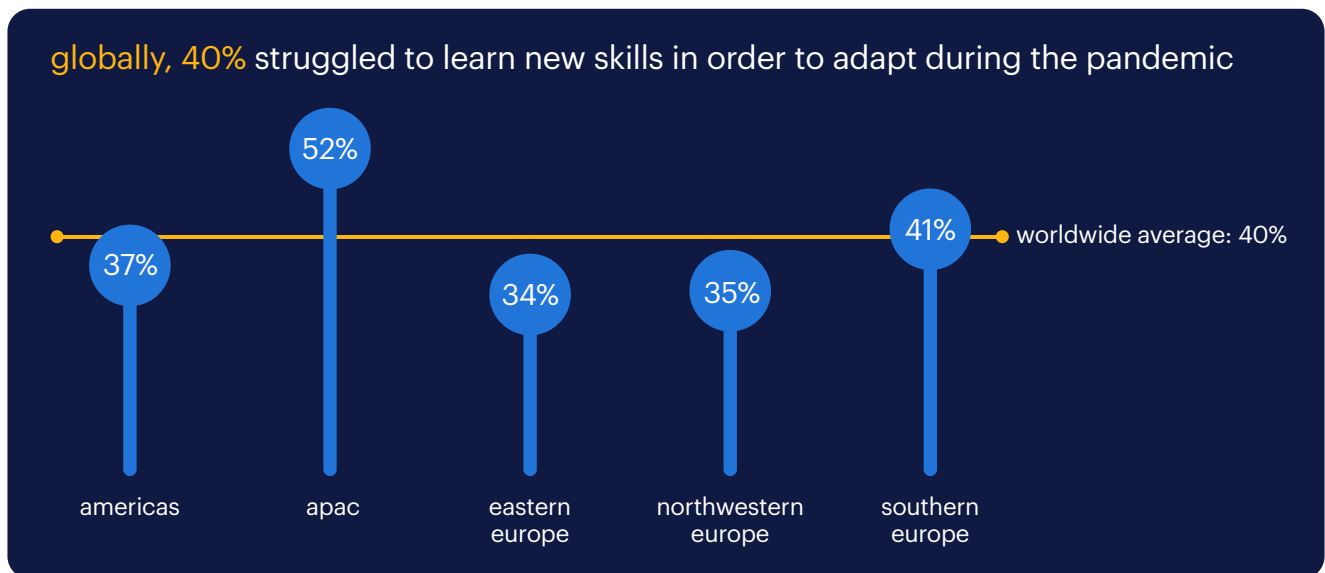 globally, 40% struggled to learn new skills in order to adapt during the pandemic
52%
41%
worldwide average: 40%
37%
34%
35%
americas
apac
eastern
europe
northwestern
europe
southern
europe